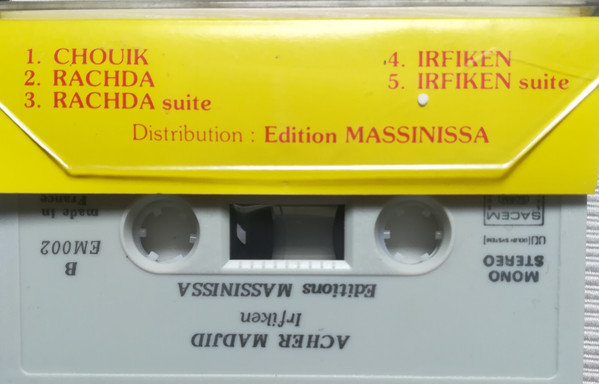 1. CHOUIK
2. RACHDA
3. RACHDA suite
4. IRFIKEN
5. IRFIKEN suite
Distribution : Edition MASSINISSA
ACHER MADJID
Irfiken
Editions MASSINISSA
MONO
STEREO
SACEM
B
EM002
made in
France